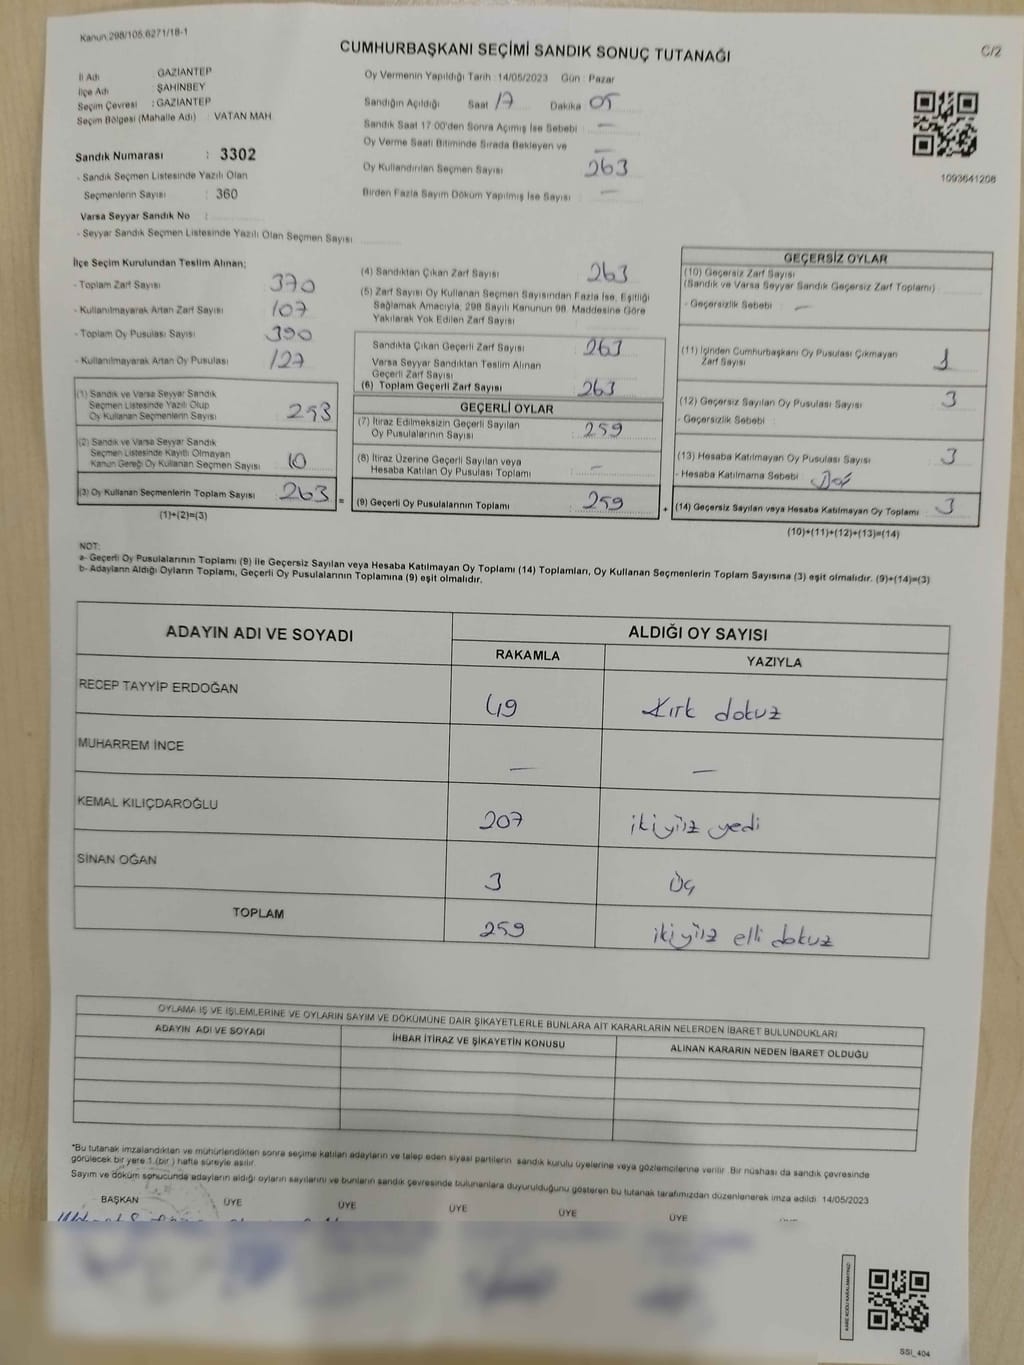 Kanun.298/105,6271/18-1
CUMHURBAŞKANI SEÇİMİ SANDIK SONUÇ TUTANAĞI
C/2
İl Adı : GAZİANTEP
İlçe Adı : ŞAHİNBEY
Seçim Çevresi : GAZİANTEP
Seçim Bölgesi (Mahalle Adı) : VATAN MAH
Sandık Numarası : 3302
- Sandık Seçmen Listesinde Yazılı Olan
Seçmenlerin Sayısı : 360
Varsa Seyyar Sandık No :
- Seyyar Sandık Seçmen Listesinde Yazılı Olan Seçmen Sayısı
Oy Vermenin Yapıldığı Tarih : 14/05/2023 Gün : Pazar
Sandığın Açıldığı Saat 17 Dakika 05
Sandık Saat 17.00'den Sonra Açımış İse Sebebi : —
Oy Verme Saati Bitiminde Sırada Bekleyen ve
Oy Kullandırılan Seçmen Sayısı : 263
Birden Fazla Sayım Döküm Yapılmış İse Sayısı : —
1093641208
İlçe Seçim Kurulundan Teslim Alınan;
- Toplam Zarf Sayısı 370
- Kullanılmayarak Artan Zarf Sayısı 107
- Toplam Oy Pusulası Sayısı 390
- Kullanılmayarak Artan Oy Pusulası 127
(1) Sandık ve Varsa Seyyar Sandık
Seçmen Listesinde Yazılı Olup
Oy Kullanan Seçmenlerin Sayısı 253
(2) Sandık ve Varsa Seyyar Sandık
Seçmen Listesinde Kayıtlı Olmayan
Kanun Gereği Oy Kullanan Seçmen Sayısı 10
(3) Oy Kullanan Seçmenlerin Toplam Sayısı 263
(1)+(2)=(3)
=
(4) Sandıktan Çıkan Zarf Sayısı 263
(5) Zarf Sayısı Oy Kullanan Seçmen Sayısından Fazla İse, Eşitliği
Sağlamak Amacıyla, 298 Sayılı Kanunun 98. Maddesine Göre
Yakılarak Yok Edilen Zarf Sayısı
Sandıkta Çıkan Geçerli Zarf Sayısı 263
Varsa Seyyar Sandıktan Teslim Alınan
Geçerli Zarf Sayısı
(6) Toplam Geçerli Zarf Sayısı 263
GEÇERLİ OYLAR
(7) İtiraz Edilmeksizin Geçerli Sayılan
Oy Pusulalarının Sayısı 259
(8) İtiraz Üzerine Geçerli Sayılan veya
Hesaba Katılan Oy Pusulası Toplamı —
(9) Geçerli Oy Pusulalarının Toplamı 259
+
GEÇERSİZ OYLAR
(10) Geçersiz Zarf Sayısı
(Sandık ve Varsa Seyyar Sandık Geçersiz Zarf Toplamı)
- Geçersizlik Sebebi : —
(11) İçinden Cumhurbaşkanı Oy Pusulası Çıkmayan
Zarf Sayısı 1
(12) Geçersiz Sayılan Oy Pusulası Sayısı 3
- Geçersizlik Sebebi :
(13) Hesaba Katılmayan Oy Pusulası Sayısı 3
- Hesaba Katılmama Sebebi
(14) Geçersiz Sayılan veya Hesaba Katılmayan Oy Toplamı 3
(10)+(11)+(12)+(13)=(14)
NOT:
a- Geçerli Oy Pusulalarının Toplamı (9) ile Geçersiz Sayılan veya Hesaba Katılmayan Oy Toplamı (14) Toplamları, Oy Kullanan Seçmenlerin Toplam Sayısına (3) eşit olmalıdır. (9)+(14)=(3)
b- Adayların Aldığı Oyların Toplamı, Geçerli Oy Pusulalarının Toplamına (9) eşit olmalıdır.
ADAYIN ADI VE SOYADI
ALDIĞI OY SAYISI
RAKAMLA YAZIYLA
RECEP TAYYİP ERDOĞAN 49 Kırk dokuz
MUHARREM İNCE — —
KEMAL KILIÇDAROĞLU 207 ikiyüz yedi
SİNAN OĞAN 3 üç
TOPLAM 259 ikiyüz elli dokuz
OYLAMA İŞ VE İŞLEMLERİNE VE OYLARIN SAYIM VE DÖKÜMÜNE DAİR ŞİKAYETLERLE BUNLARA AİT KARARLARIN NELERDEN İBARET BULUNDUKLARI
ADAYIN ADI VE SOYADI İHBAR İTİRAZ VE ŞİKAYETİN KONUSU ALINAN KARARIN NEDEN İBARET OLDUĞU
*Bu tutanak imzalandıktan ve mühürlendikten sonra seçime katılan adayların ve talep eden siyasi partilerin sandık kurulu üyelerine veya gözlemcilerine verilir. Bir nüshası da sandık çevresinde
görülecek bir yere 1 (bir ) hafta süreyle asılır.
Sayım ve döküm sonucunda adayların aldığı oyların sayılarını ve bunların sandık çevresinde bulunanlara duyurulduğunu gösteren bu tutanak tarafımızdan düzenlenerek imza edildi. 14/05/2023
BAŞKAN ÜYE ÜYE ÜYE ÜYE ÜYE
KARE KODU KARALAMAYINIZ!
SSI_404